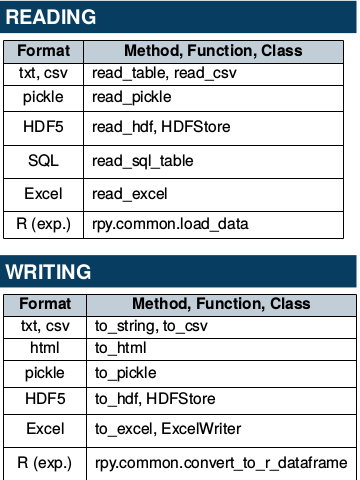 READING
Format Method, Function, Class
txt, csv read_table, read_csv
pickle read_pickle
HDF5 read_hdf, HDFStore
SQL read_sql_table
Excel read_excel
R (exp.) rpy.common.load_data
WRITING
Format Method, Function, Class
txt, csv to_string, to_csv
html to_html
pickle to_pickle
HDF5 to_hdf, HDFStore
Excel to_excel, ExcelWriter
R (exp.) rpy.common.convert_to_r_dataframe